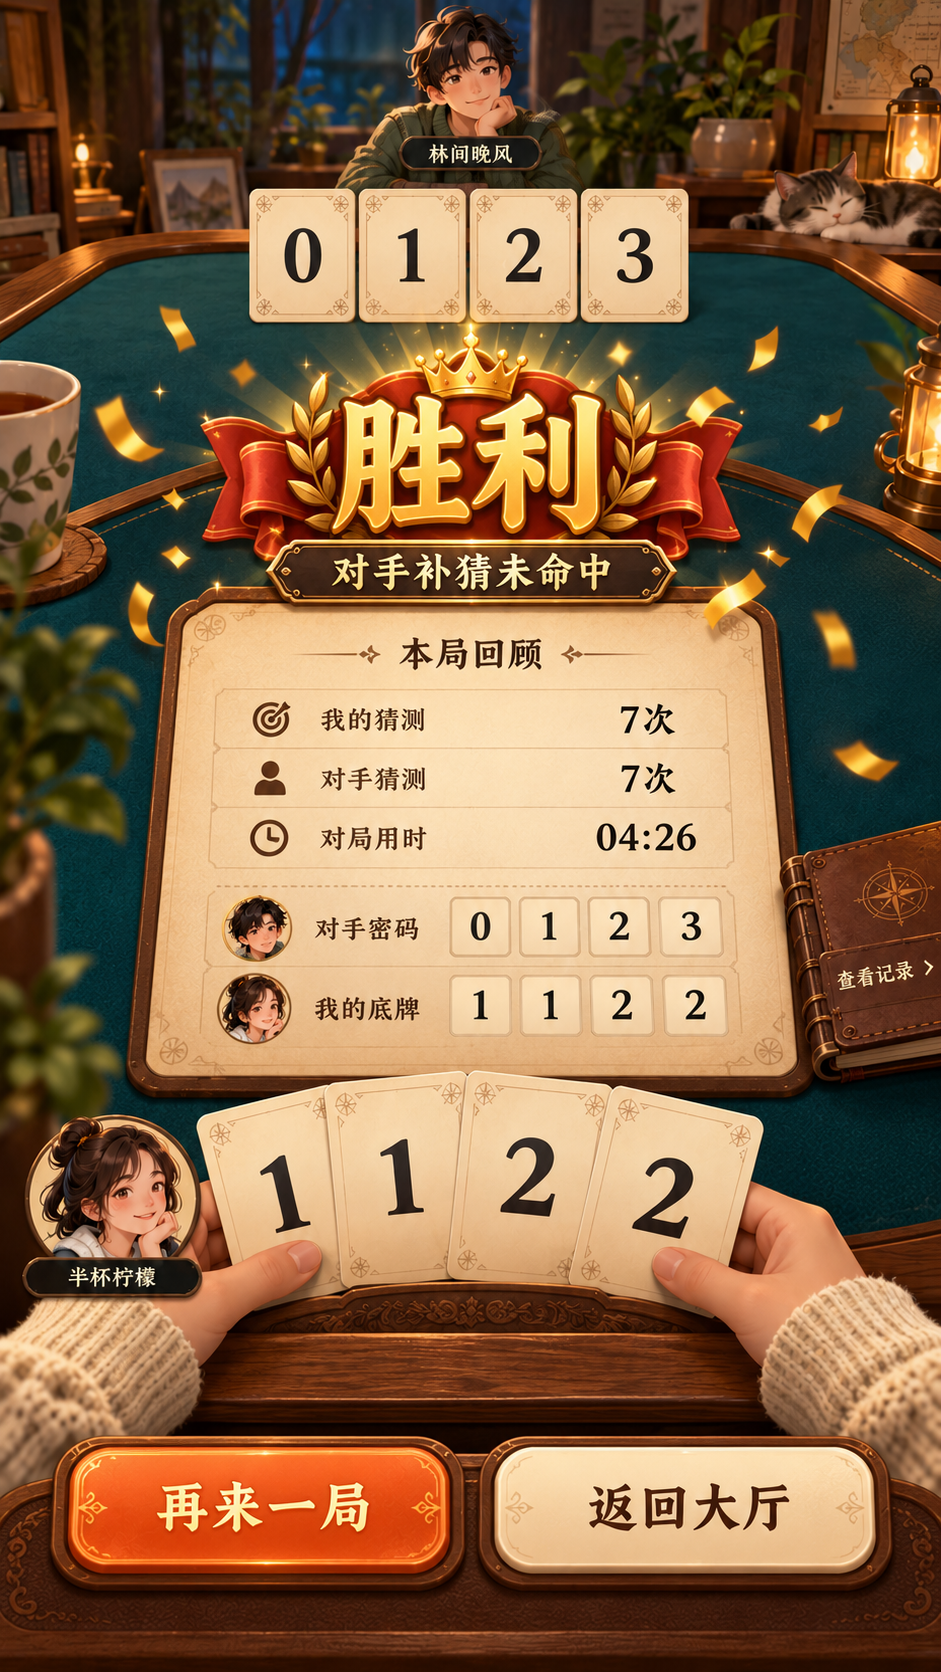 林间晚风
0 1 2 3
胜利
对手补猜未命中
本局回顾
我的猜测 7次
对手猜测 7次
对局用时 04:26
对手密码 0 1 2 3
我的底牌 1 1 2 2
查看记录 >
1 1 2 2
半杯柠檬
再来一局 返回大厅